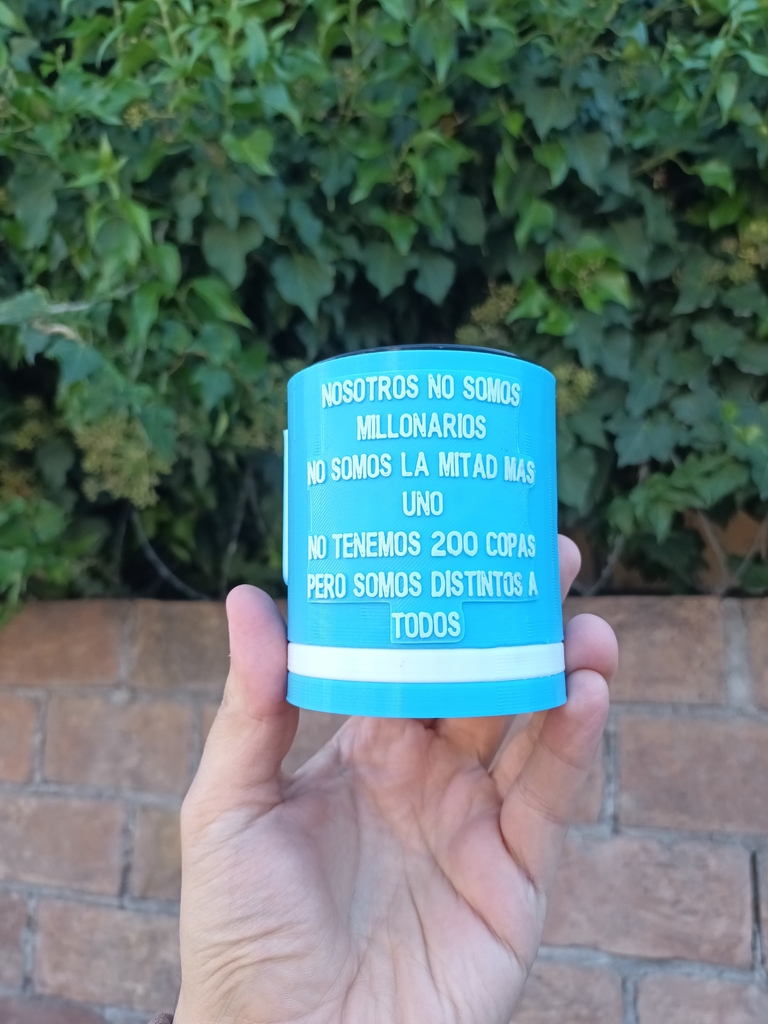 NOSOTROS NO SOMOS
MILLONARIOS
NO SOMOS LA MITAD MAS
UNO
NO TENEMOS 200 COPAS
PERO SOMOS DISTINTOS A
TODOS